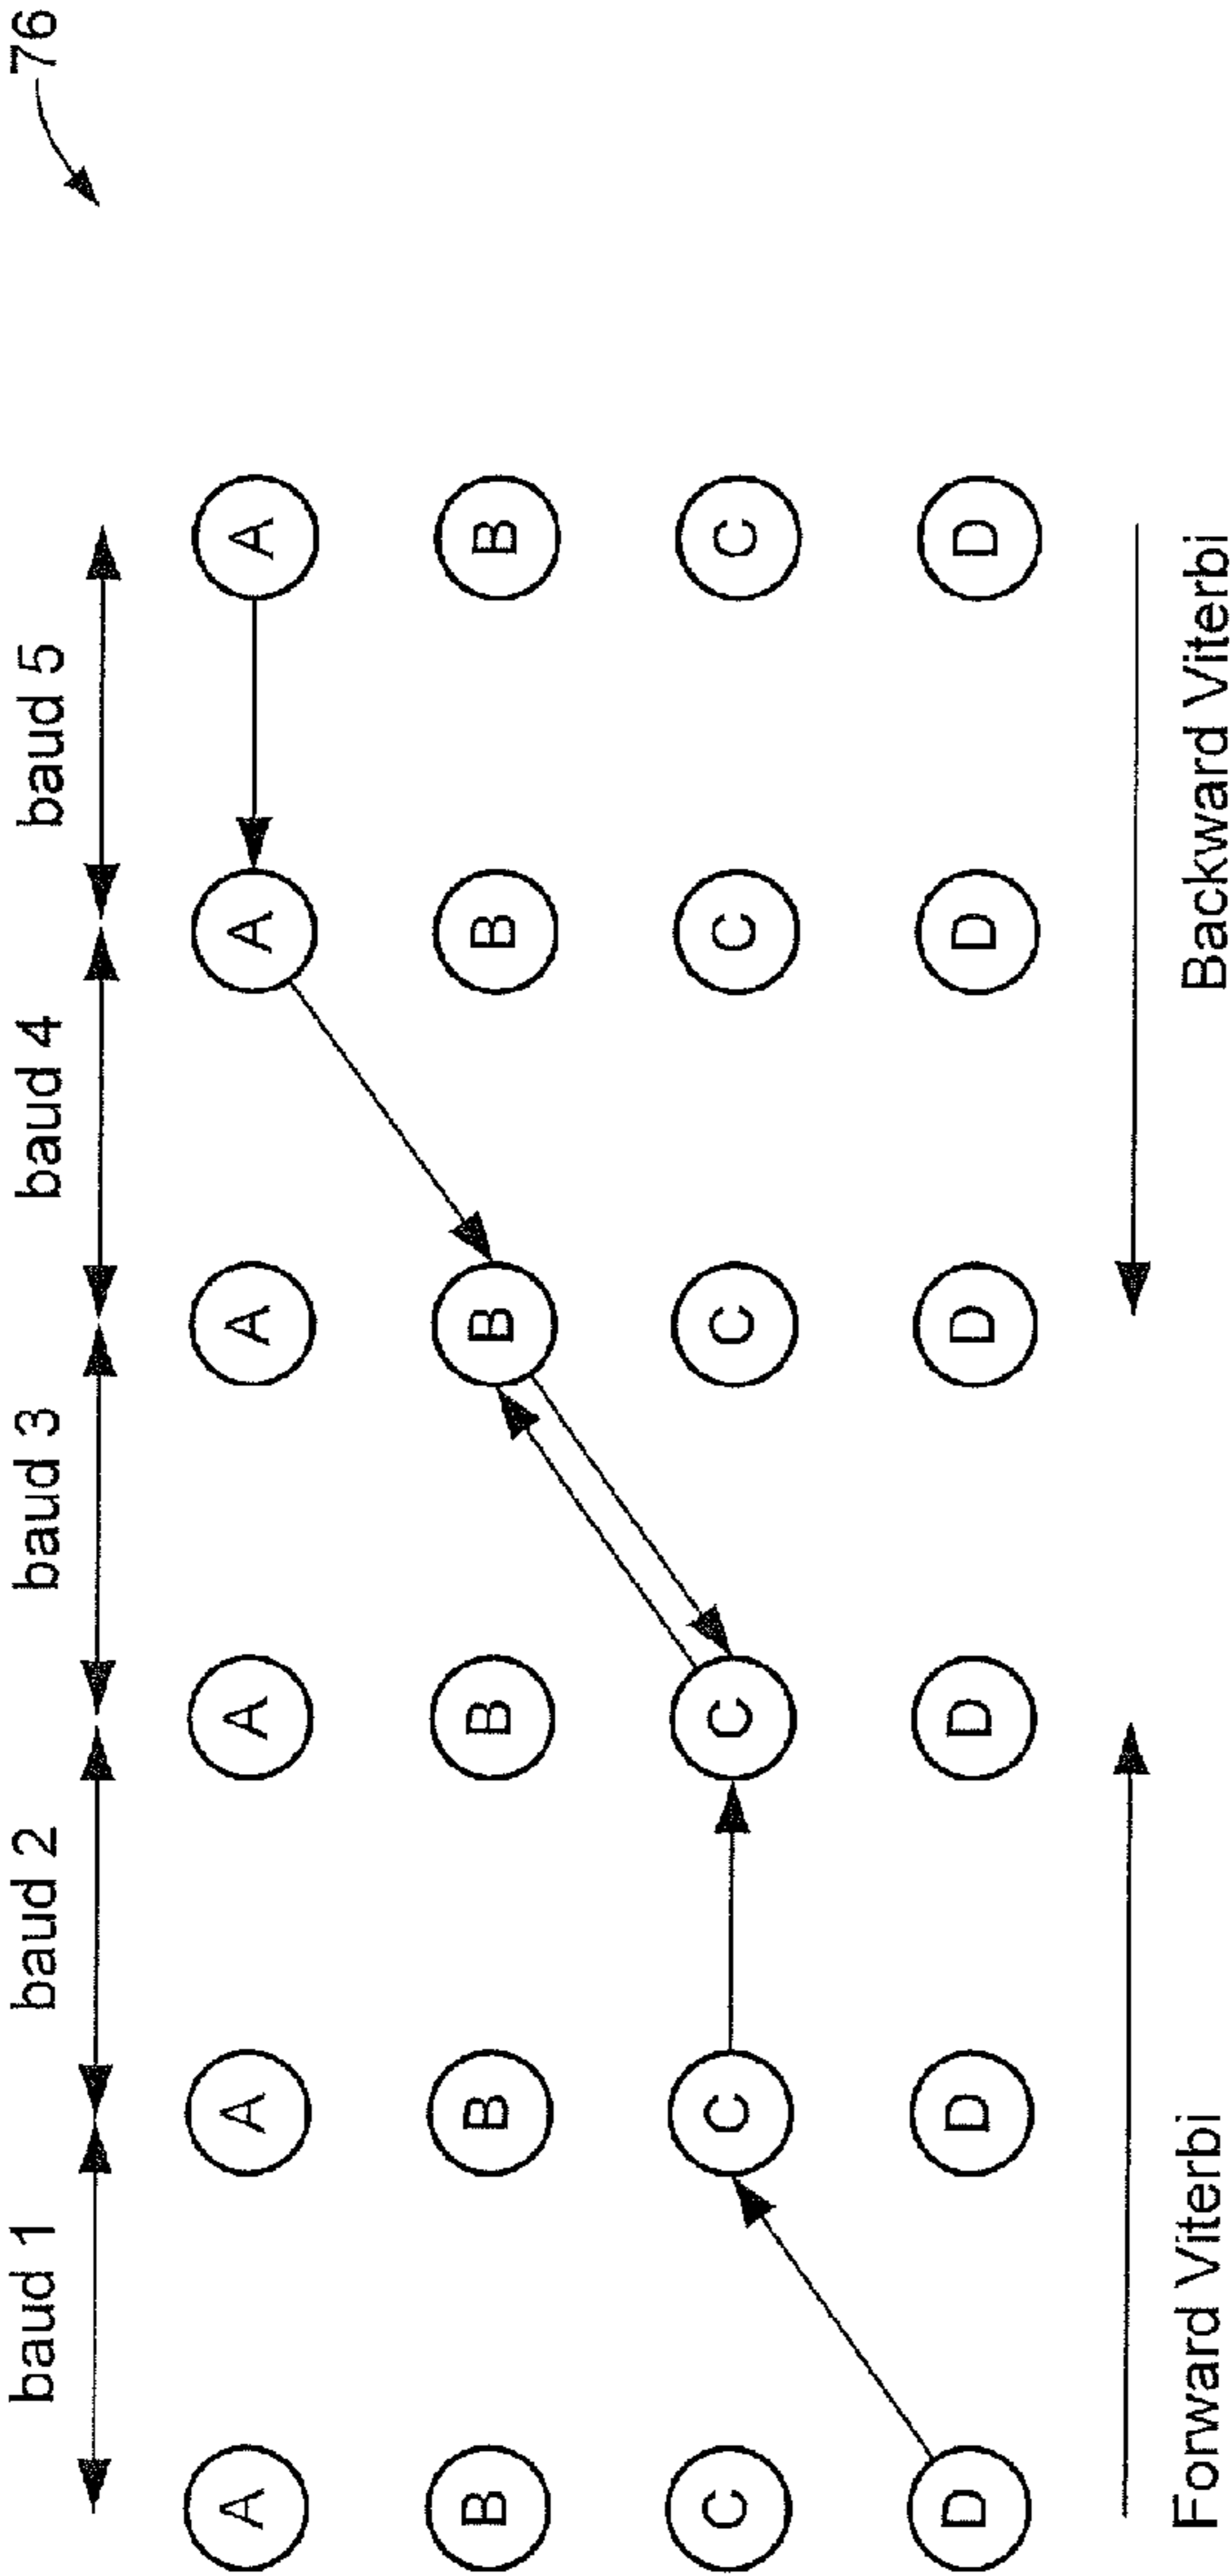 76
baud 1 baud 2 baud 3 baud 4 baud 5
A A A A A A
B B B B B B
C C C C C C
D D D D D D
Forward Viterbi Backward Viterbi